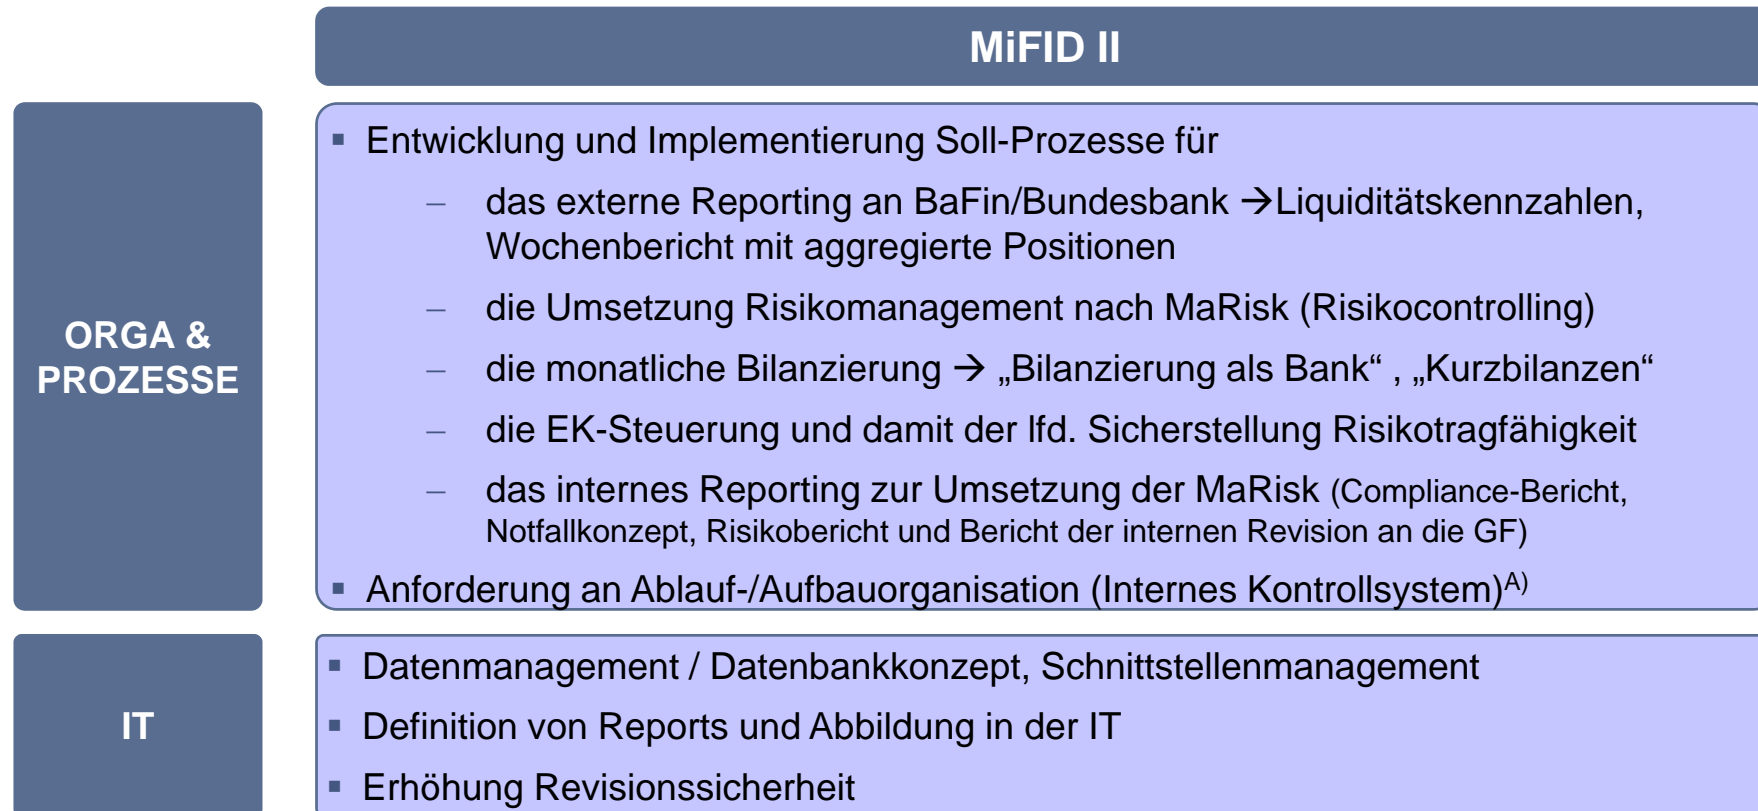 MiFID II
ORGA &
PROZESSE
▪ Entwicklung und Implementierung Soll-Prozesse für
– das externe Reporting an BaFin/Bundesbank →Liquiditätskennzahlen,
Wochenbericht mit aggregierte Positionen
– die Umsetzung Risikomanagement nach MaRisk (Risikocontrolling)
– die monatliche Bilanzierung → „Bilanzierung als Bank“ , „Kurzbilanzen“
– die EK-Steuerung und damit der lfd. Sicherstellung Risikotragfähigkeit
– das internes Reporting zur Umsetzung der MaRisk (Compliance-Bericht,
Notfallkonzept, Risikobericht und Bericht der internen Revision an die GF)
▪ Anforderung an Ablauf-/Aufbauorganisation (Internes Kontrollsystem)A)
IT
▪ Datenmanagement / Datenbankkonzept, Schnittstellenmanagement
▪ Definition von Reports und Abbildung in der IT
▪ Erhöhung Revisionssicherheit